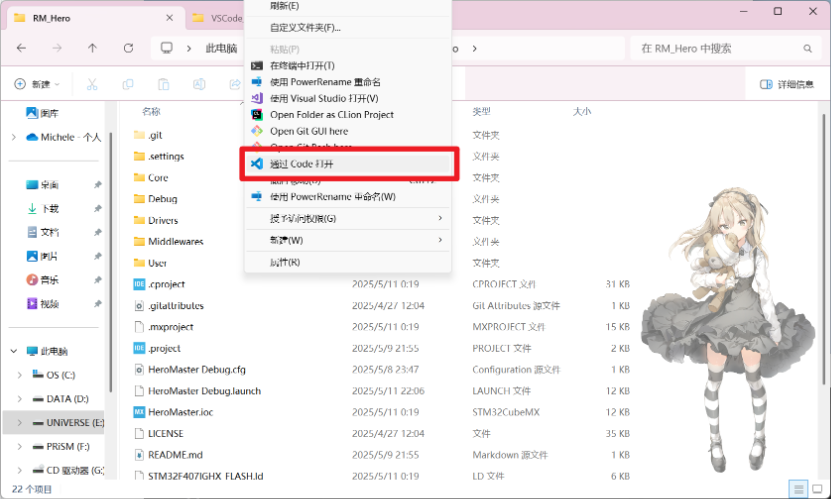 RM_Hero
VSCode
刷新(E)
自定义文件夹(F)...
此电脑
在 RM_Hero 中搜索
粘贴(P)
在终端中打开(T)
使用 PowerRename 重命名
使用 Visual Studio 打开(V)
Open Folder as CLion Project
Open Git GUI here
Open Git Bash here
通过 Code 打开
使用 PowerRename 重命名(W)
授予访问权限(G)
新建(W)
属性(R)
新建
详细信息
图库
Michele - 个人
桌面
下载
文档
图片
音乐
视频
此电脑
OS (C:)
DATA (D:)
UNiVERSE (E:)
PRiSM (F:)
CD 驱动器 (G:)
名称 类型 大小
.git 文件夹
.settings 文件夹
Core 文件夹
Debug 文件夹
Drivers 文件夹
Middlewares 文件夹
User 文件夹
.cproject 2025/5/11 0:19 CPROJECT 文件 31 KB
.gitattributes 2025/4/27 12:04 Git Attributes 源文件 1 KB
.mxproject 2025/5/11 0:19 MXPROJECT 文件 15 KB
.project 2025/5/9 21:55 PROJECT 文件 2 KB
HeroMaster Debug.cfg 2025/5/8 23:47 Configuration 源文件 1 KB
HeroMaster Debug.launch 2025/5/11 22:06 LAUNCH 文件 12 KB
HeroMaster.ioc 2025/5/11 0:19 STM32CubeMX 12 KB
LICENSE 2025/4/27 12:04 文件 35 KB
README.md 2025/5/9 21:55 Markdown 源文件 1 KB
STM32F407IGHX_FLASH.ld 2025/5/11 0:19 LD 文件 6 KB
22 个项目